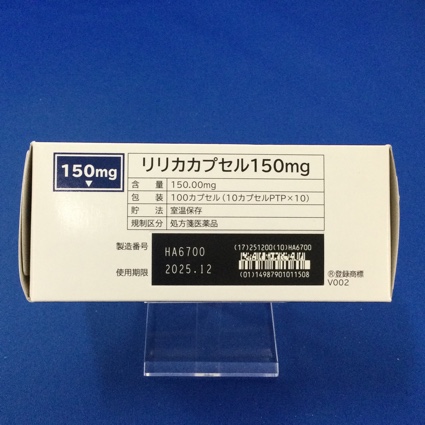 150mg
▼
リリカカプセル150mg
含 量 150.00mg
包 装 100カプセル(10カプセルPTP×10)
貯 法 室温保存
規制区分 処方箋医薬品
製造番号 HA6700
使用期限 2025.12
(17)251200(10)HA6700
(01)14987901011508
®登録商標
V002